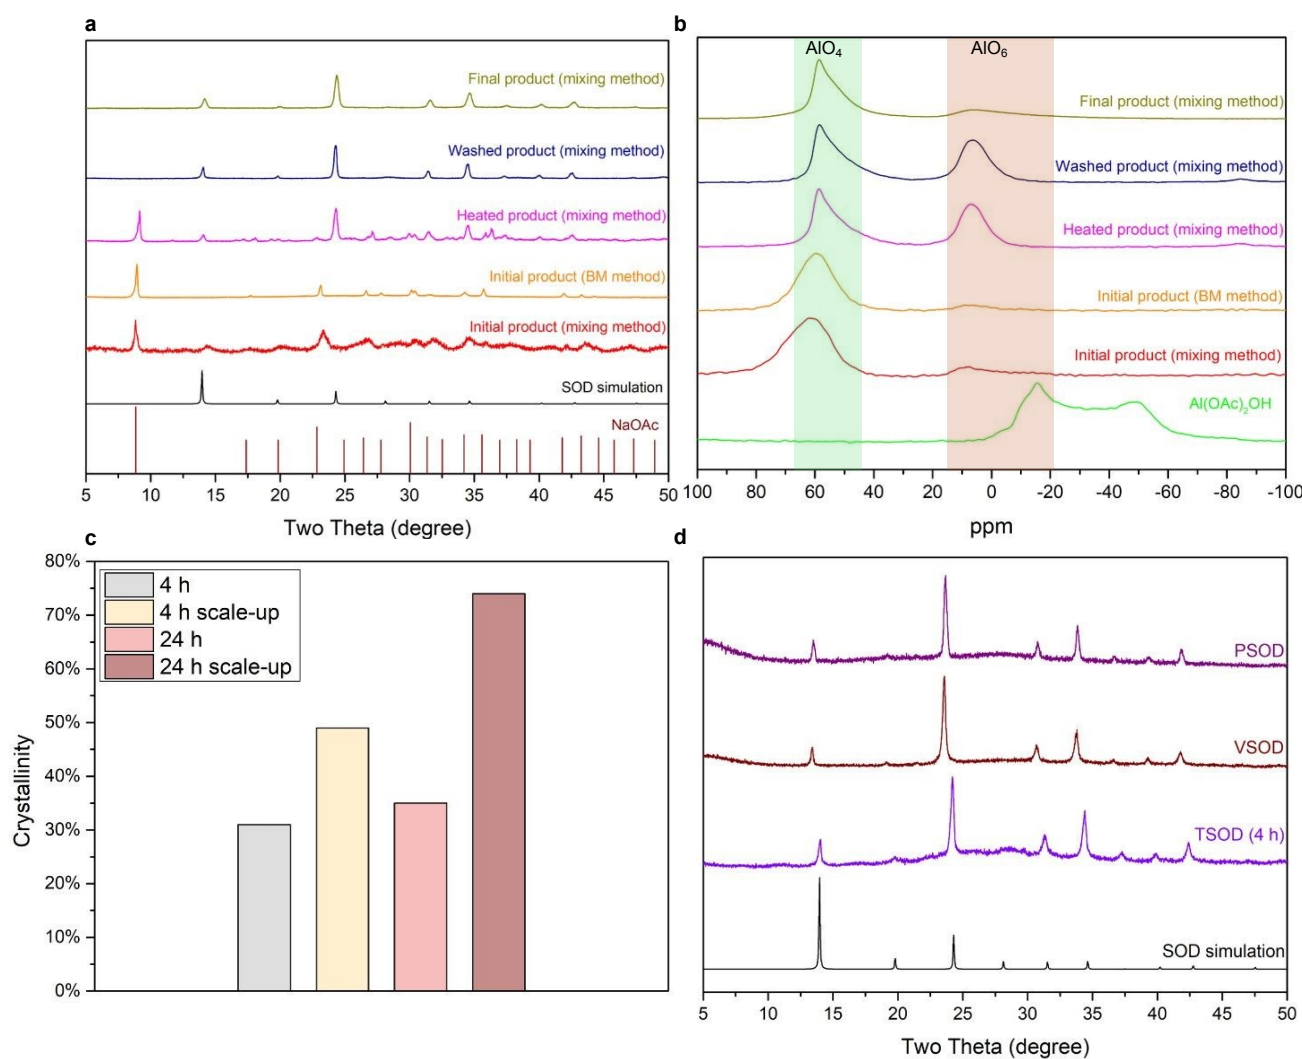 a
Final product (mixing method)
Washed product (mixing method)
Heated product (mixing method)
Initial product (BM method)
Initial product (mixing method)
SOD simulation
NaOAc
5 10 15 20 25 30 35 40 45 50
Two Theta (degree)
b
AlO₄ AlO₆
Final product (mixing method)
Washed product (mixing method)
Heated product (mixing method)
Initial product (BM method)
Initial product (mixing method)
Al(OAc)₂OH
100 80 60 40 20 0 -20 -40 -60 -80 -100
ppm
c
80%
70%
60%
50%
40%
30%
20%
10%
0%
Crystallinity
4 h
4 h scale-up
24 h
24 h scale-up
d
PSOD
VSOD
TSOD (4 h)
SOD simulation
5 10 15 20 25 30 35 40 45 50
Two Theta (degree)